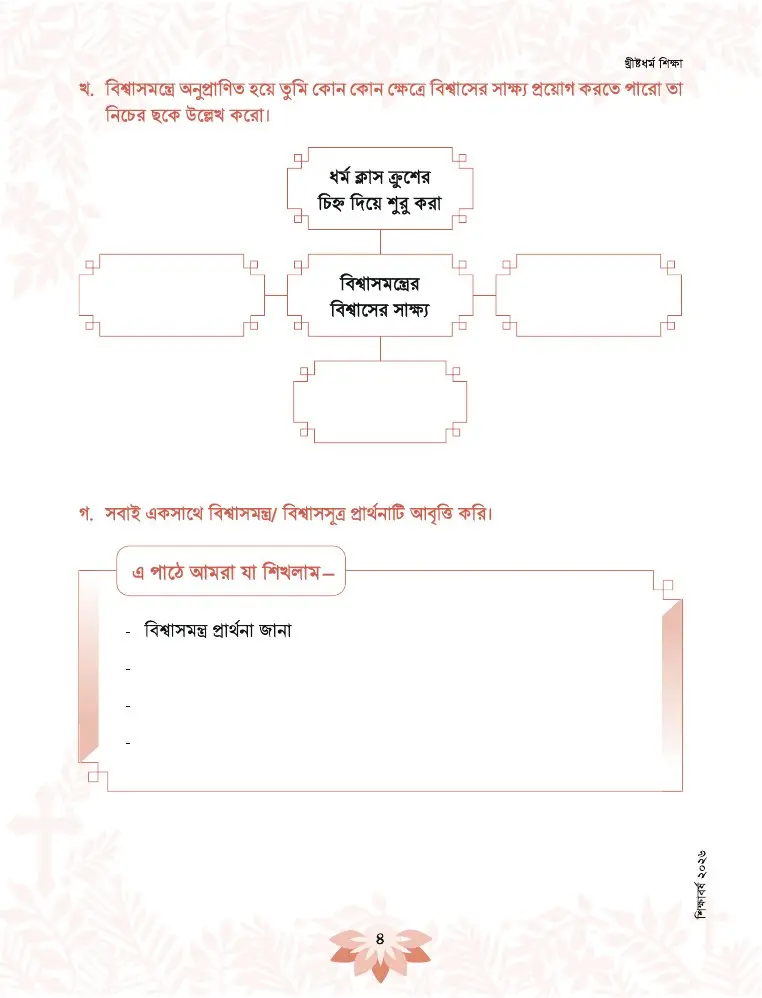 খ্রীষ্টধর্ম শিক্ষা
খ. বিশ্বাসমন্ত্রে অনুপ্রাণিত হয়ে তুমি কোন কোন ক্ষেত্রে বিশ্বাসের সাক্ষ্য প্রয়োগ করতে পারো তা
নিচের ছকে উল্লেখ করো।
ধর্ম ক্লাস ক্রুশের
চিহ্ন দিয়ে শুরু করা
বিশ্বাসমন্ত্রের
বিশ্বাসের সাক্ষ্য
গ. সবাই একসাথে বিশ্বাসমন্ত্র/ বিশ্বাসসূত্র প্রার্থনাটি আবৃত্তি করি।
এ পাঠে আমরা যা শিখলাম–
- বিশ্বাসমন্ত্র প্রার্থনা জানা
-
-
-
শিক্ষাবর্ষ ২০২৬
৪